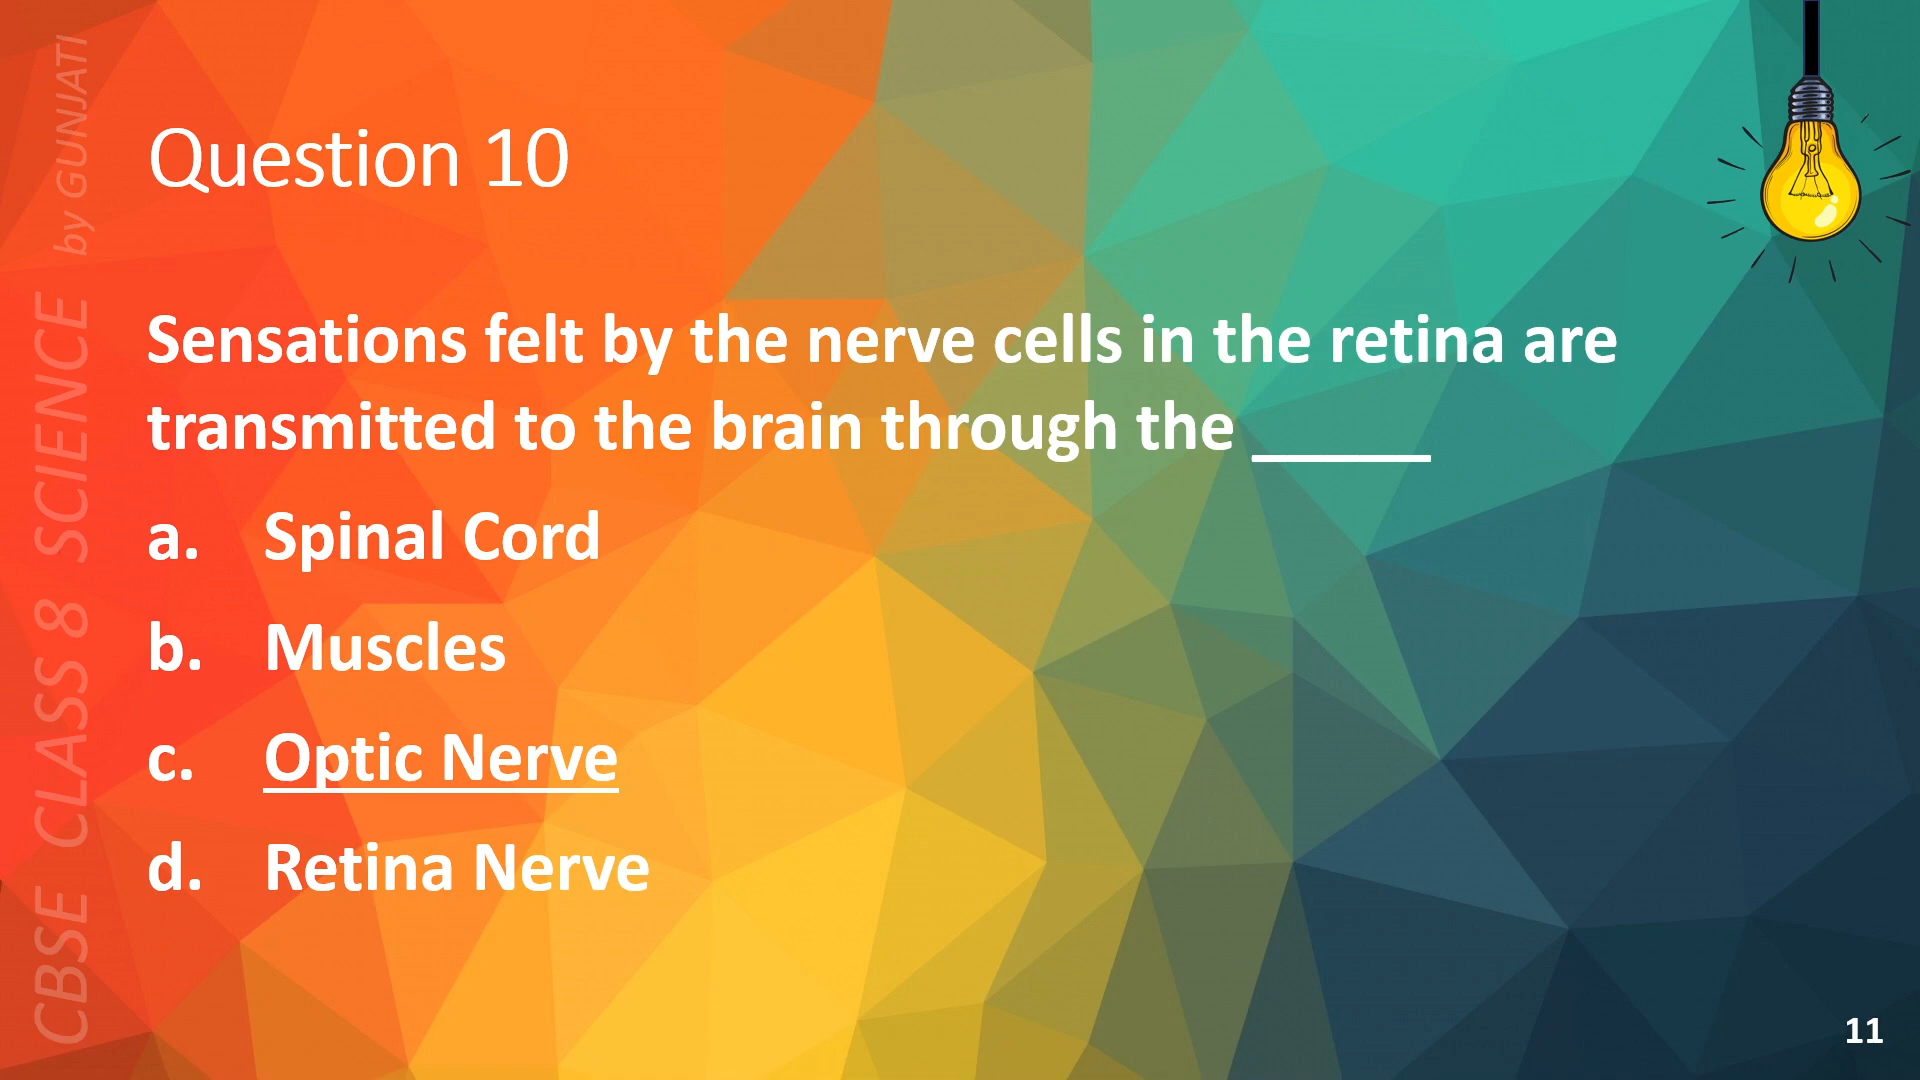 CBSE CLASS 8 SCIENCE by GUNJATI
Question 10
Sensations felt by the nerve cells in the retina are
transmitted to the brain through the ______
a. Spinal Cord
b. Muscles
c. Optic Nerve
d. Retina Nerve
11